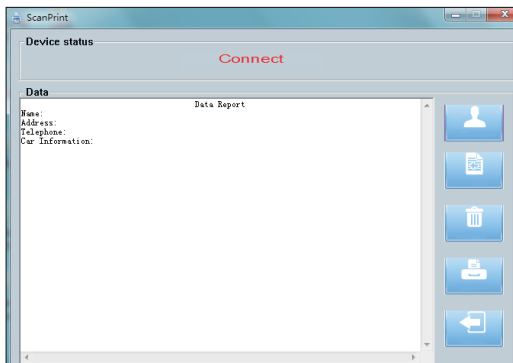 ScanPrint
Device status
Connect
Data
Data Report
Name:
Address:
Telephone:
Car Information: